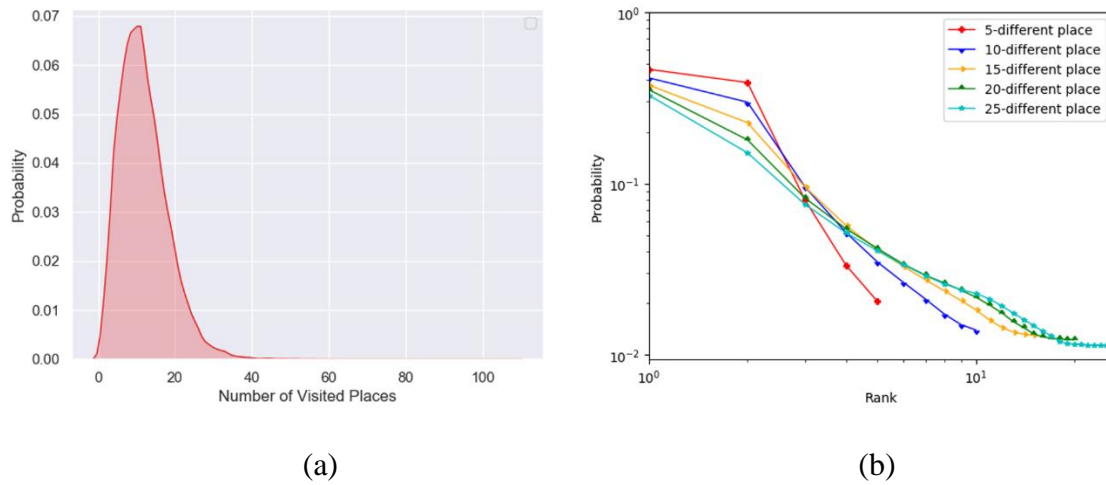 0.07
0.06
0.05
0.04
0.03
0.02
0.01
0.00
Probability
0 20 40 60 80 100
Number of Visited Places
(a)
10⁰
10⁻¹
10⁻²
Probability
5-different place
10-different place
15-different place
20-different place
25-different place
10⁰ 10¹
Rank
(b)